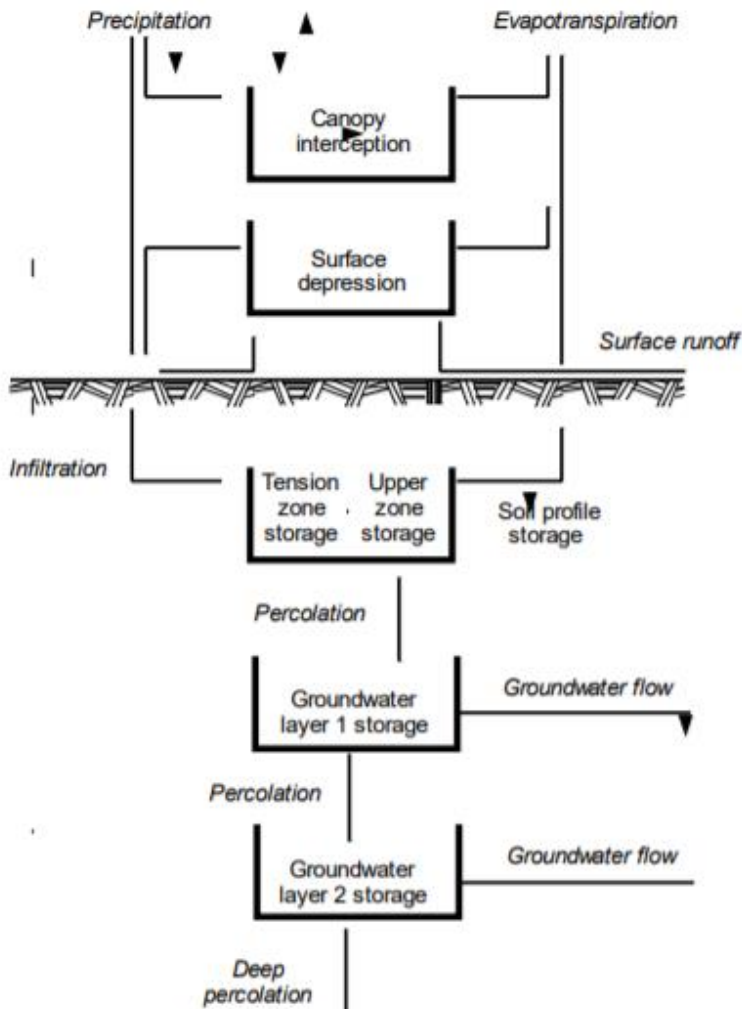 Precipitation
Evapotranspiration
Canopy
interception
Surface
depression
Surface runoff
Infiltration
Tension
zone
storage
Upper
zone
storage
Soil profile
storage
Percolation
Groundwater
layer 1 storage
Groundwater flow
Percolation
Groundwater
layer 2 storage
Groundwater flow
Deep
percolation